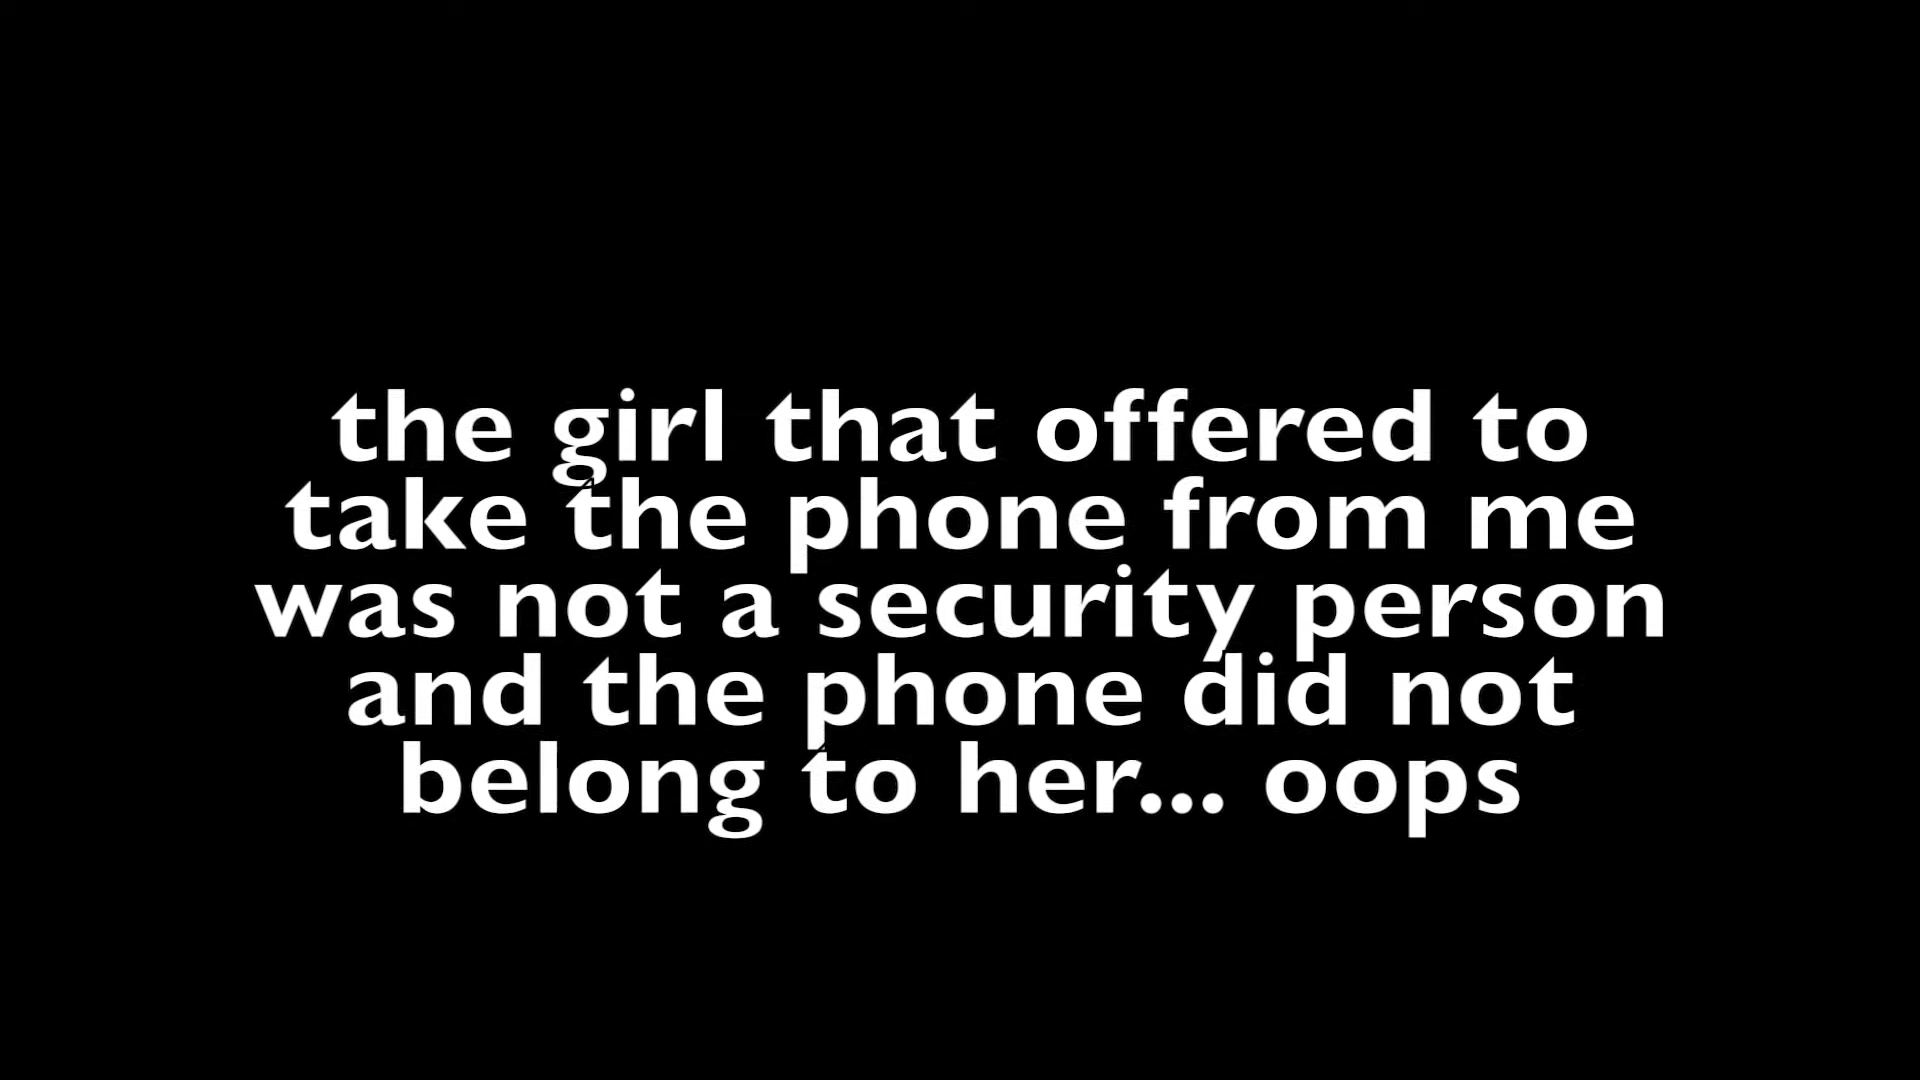 the girl that offered to
take the phone from me
was not a security person
and the phone did not
belong to her... oops